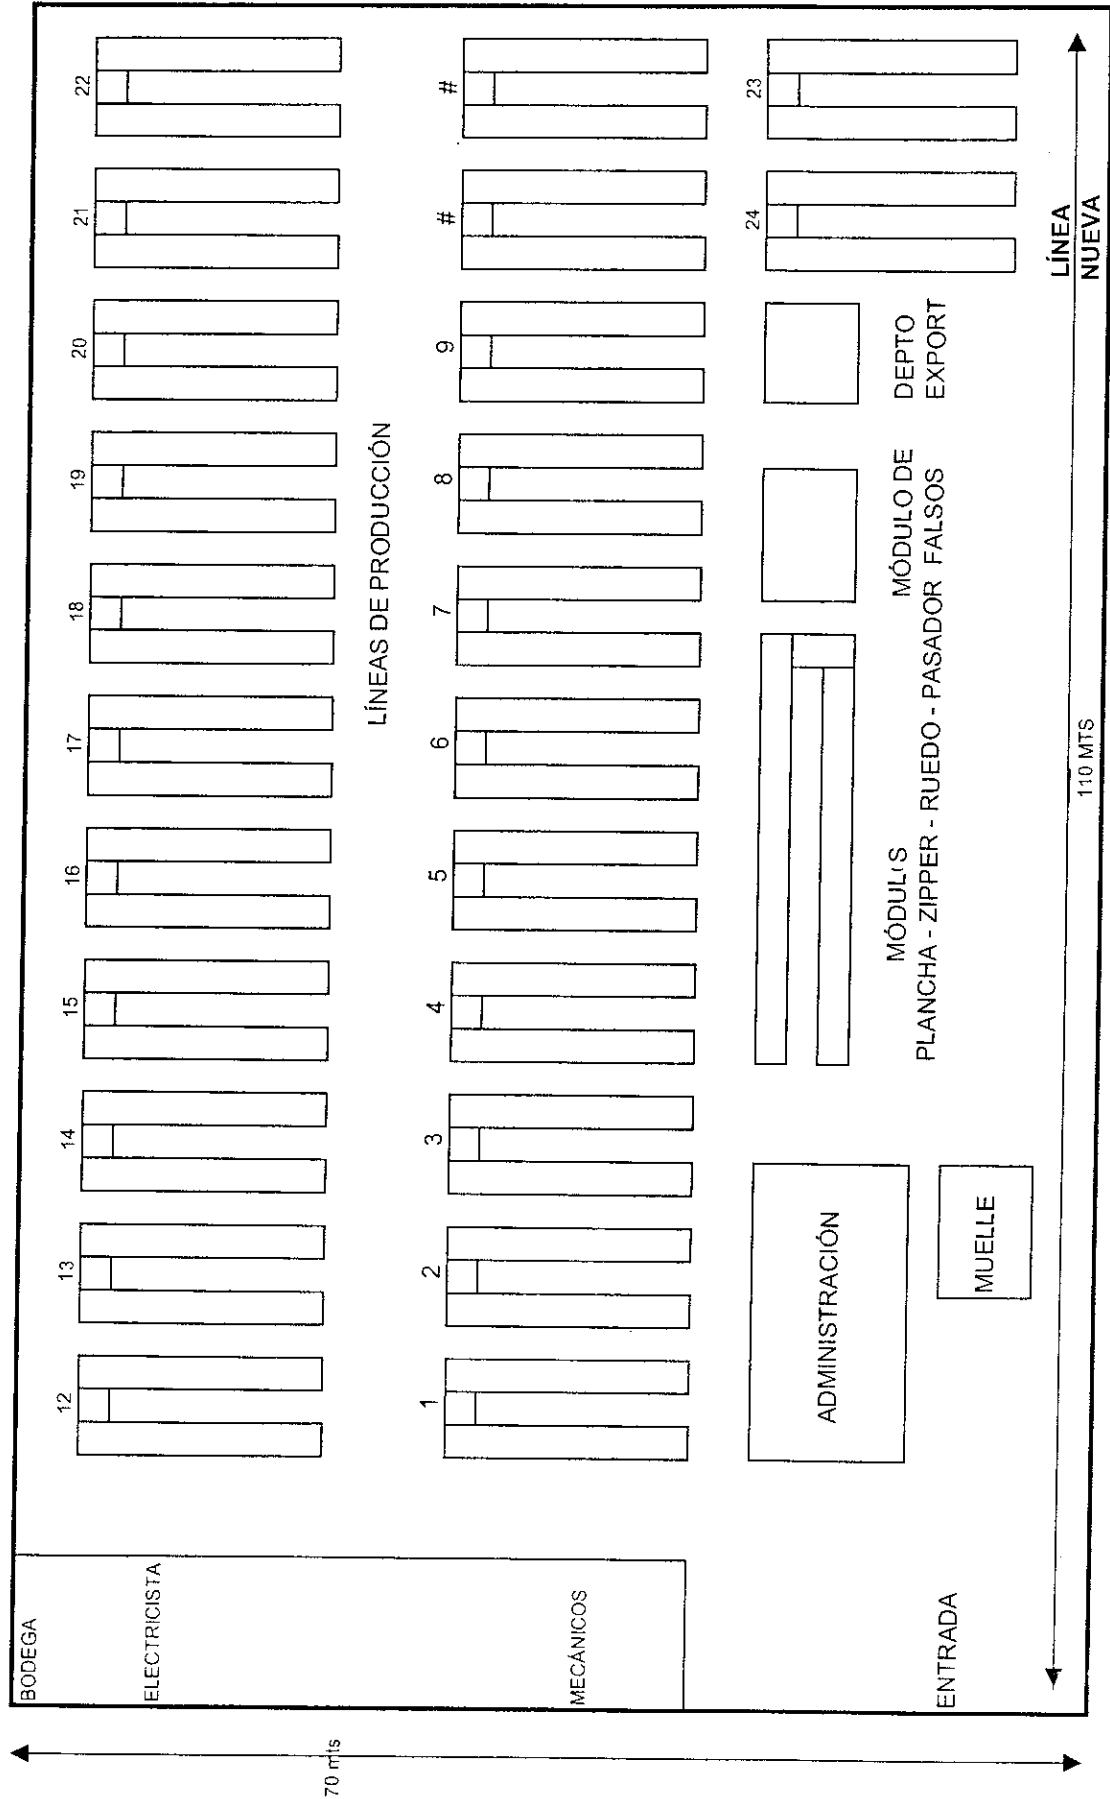 BODEGA
ELECTRICISTA
MECÁNICOS
ENTRADA
70 mts
12
13
14
15
16
17
18
19
20
21
22
LÍNEAS DE PRODUCCIÓN
1
2
3
4
5
6
7
8
9
#
#
24
23
ADMINISTRACIÓN
MUELLE
MÓDULOS
PLANCHA - ZIPPER - RUEDO - PASADOR FALSOS
MÓDULO DE
DEPTO
EXPORT
LÍNEA
NUEVA
110 MTS